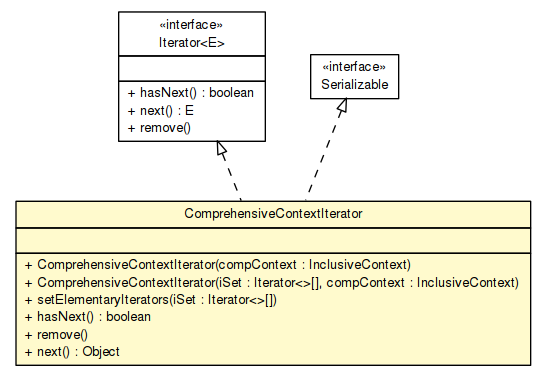 «interface»
Iterator<E>
+ hasNext() : boolean
+ next() : E
+ remove()
«interface»
Serializable
ComprehensiveContextIterator
+ ComprehensiveContextIterator(compContext : InclusiveContext)
+ ComprehensiveContextIterator(iSet : Iterator<>[], compContext : InclusiveContext)
+ setElementaryIterators(iSet : Iterator<>[])
+ hasNext() : boolean
+ remove()
+ next() : Object